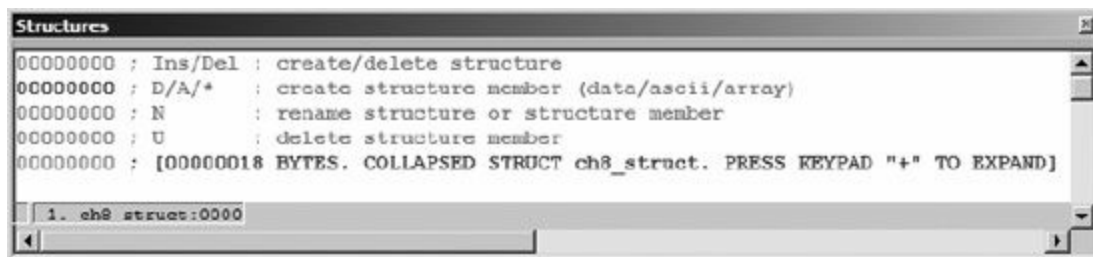 Structures
00000000 ; Ins/Del : create/delete structure
00000000 ; D/A/* : create structure member (data/ascii/array)
00000000 ; N : rename structure or structure member
00000000 ; U : delete structure member
00000000 ; [00000018 BYTES. COLLAPSED STRUCT ch8_struct. PRESS KEYPAD "+" TO EXPAND]
1. ch8_struct:0000